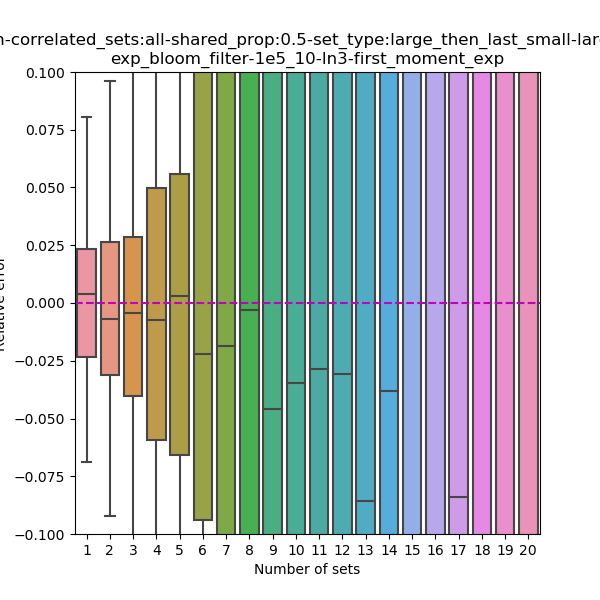 n-correlated_sets:all-shared_prop:0.5-set_type:large_then_last_small-lar
exp_bloom_filter-1e5_10-ln3-first_moment_exp
0.100
0.075
0.050
0.025
0.000
−0.025
−0.050
−0.075
−0.100
Relative error
1 2 3 4 5 6 7 8 9 10 11 12 13 14 15 16 17 18 19 20
Number of sets